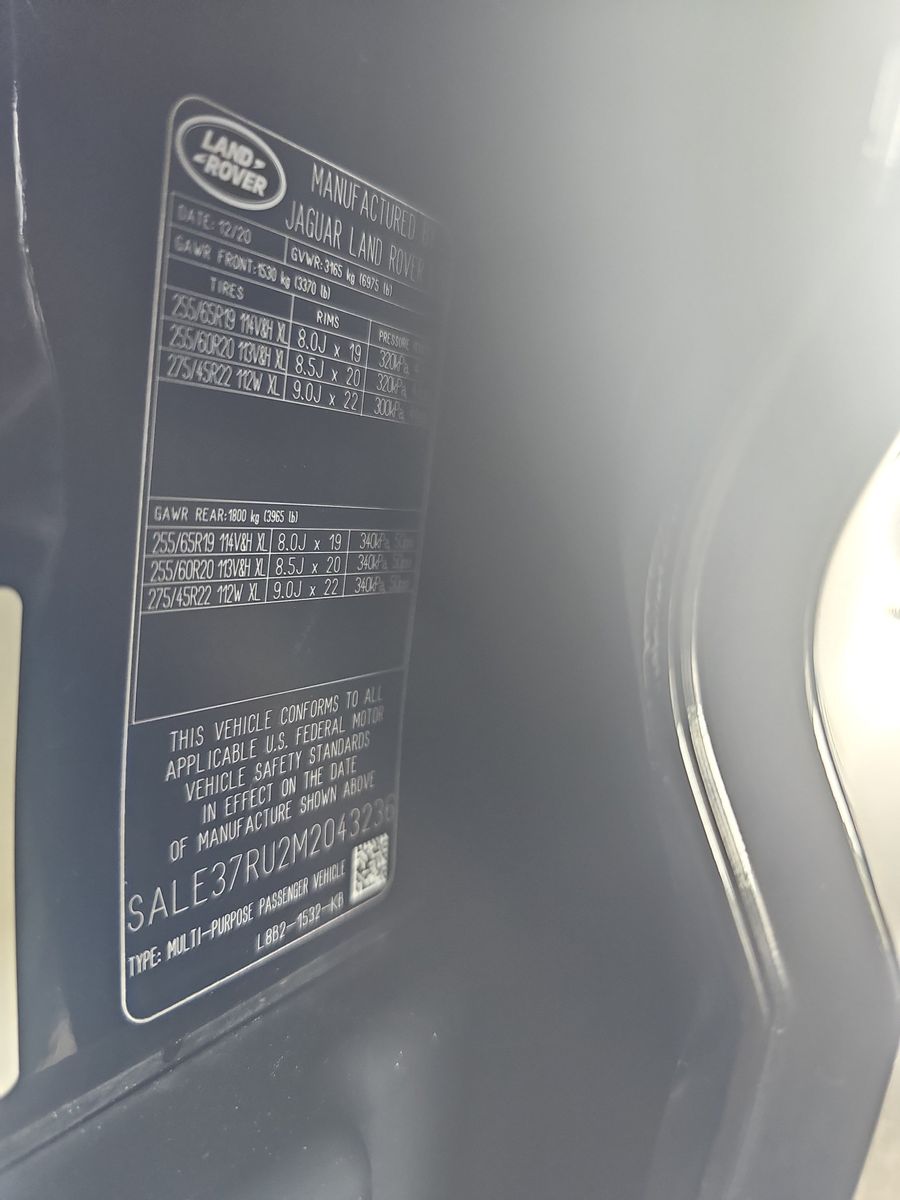 LAND ROVER
MANUFACTURED BY
JAGUAR LAND ROVER
DATE: 12/20
GVWR: 3165 kg (6975 lb)
GAWR FRONT: 1530 kg (3370 lb)
TIRES RIMS PRESSURE
255/65R19 114V&H XL 8.0J x 19 320kPa,
255/60R20 113V&H XL 8.5J x 20 320kPa,
275/45R22 112W XL 9.0J x 22 300kPa,
GAWR REAR: 1800 kg (3965 lb)
255/65R19 114V&H XL 8.0J x 19 340kPa,
255/60R20 113V&H XL 8.5J x 20 340kPa,
275/45R22 112W XL 9.0J x 22 340kPa,
THIS VEHICLE CONFORMS TO ALL
APPLICABLE U.S. FEDERAL MOTOR
VEHICLE SAFETY STANDARDS
IN EFFECT ON THE DATE
OF MANUFACTURE SHOWN ABOVE
SALE37RU2M2043236
TYPE: MULTI-PURPOSE PASSENGER VEHICLE
L8B2-1532-KB